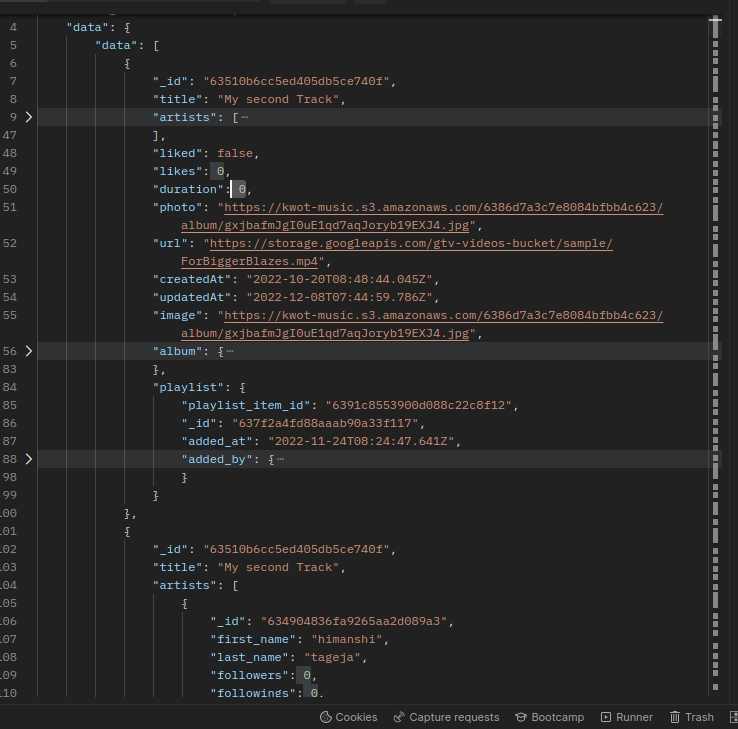 4 "data": {
5 "data": [
6 {
7 "_id": "63510b6cc5ed405db5ce740f",
8 "title": "My second Track",
9 "artists": [⋯
47 ],
48 "liked": false,
49 "likes": 0,
50 "duration": 0,
51 "photo": "https://kwot-music.s3.amazonaws.com/6386d7a3c7e8084bfbb4c623/
album/gxjbafmJgI0uE1qd7aqJoryb19EXJ4.jpg",
52 "url": "https://storage.googleapis.com/gtv-videos-bucket/sample/
ForBiggerBlazes.mp4",
53 "createdAt": "2022-10-20T08:48:44.045Z",
54 "updatedAt": "2022-12-08T07:44:59.786Z",
55 "image": "https://kwot-music.s3.amazonaws.com/6386d7a3c7e8084bfbb4c623/
album/gxjbafmJgI0uE1qd7aqJoryb19EXJ4.jpg",
56 "album": {⋯
83 },
84 "playlist": {
85 "playlist_item_id": "6391c8553900d088c22c8f12",
86 "_id": "637f2a4fd88aaab90a33f117",
87 "added_at": "2022-11-24T08:24:47.641Z",
88 "added_by": {⋯
98 }
99 }
100 },
101 {
102 "_id": "63510b6cc5ed405db5ce740f",
103 "title": "My second Track",
104 "artists": [
105 {
106 "_id": "634904836fa9265aa2d089a3",
107 "first_name": "himanshi",
108 "last_name": "tageja",
109 "followers": 0,
110 "followings": 0,
Cookies Capture requests Bootcamp Runner Trash